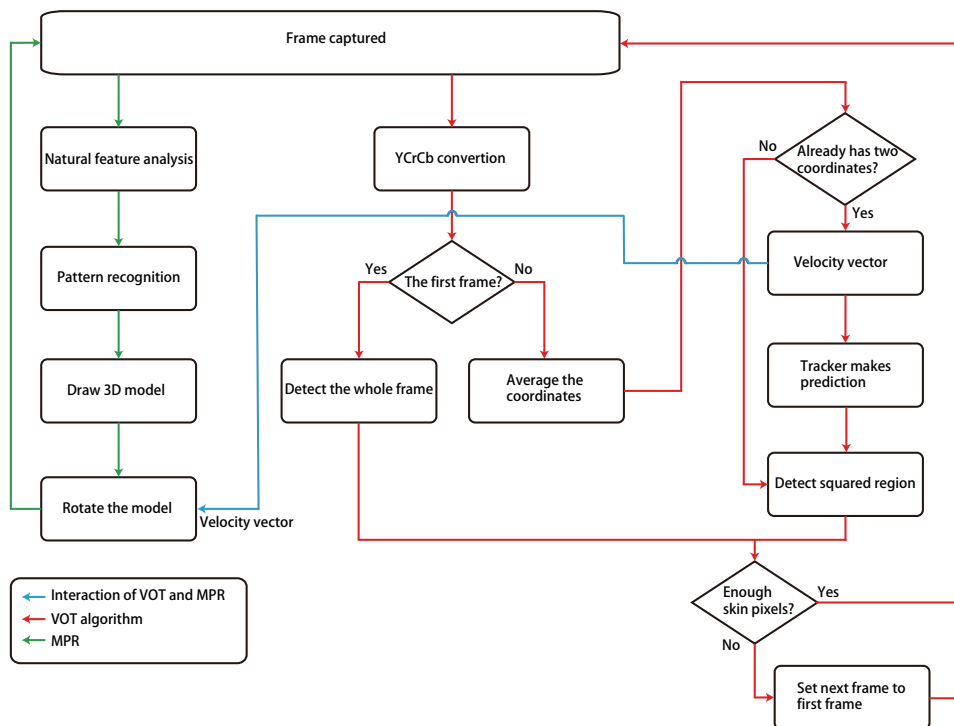 Frame captured
Natural feature analysis
YCrCb convertion
No
Already has two
coordinates?
Yes
Pattern recognition
Yes
The first frame?
No
Velocity vector
Draw 3D model
Detect the whole frame
Average the
coordinates
Tracker makes
prediction
Rotate the model
Velocity vector
Detect squared region
Interaction of VOT and MPR
VOT algorithm
MPR
Enough
skin pixels?
Yes
No
Set next frame to
first frame